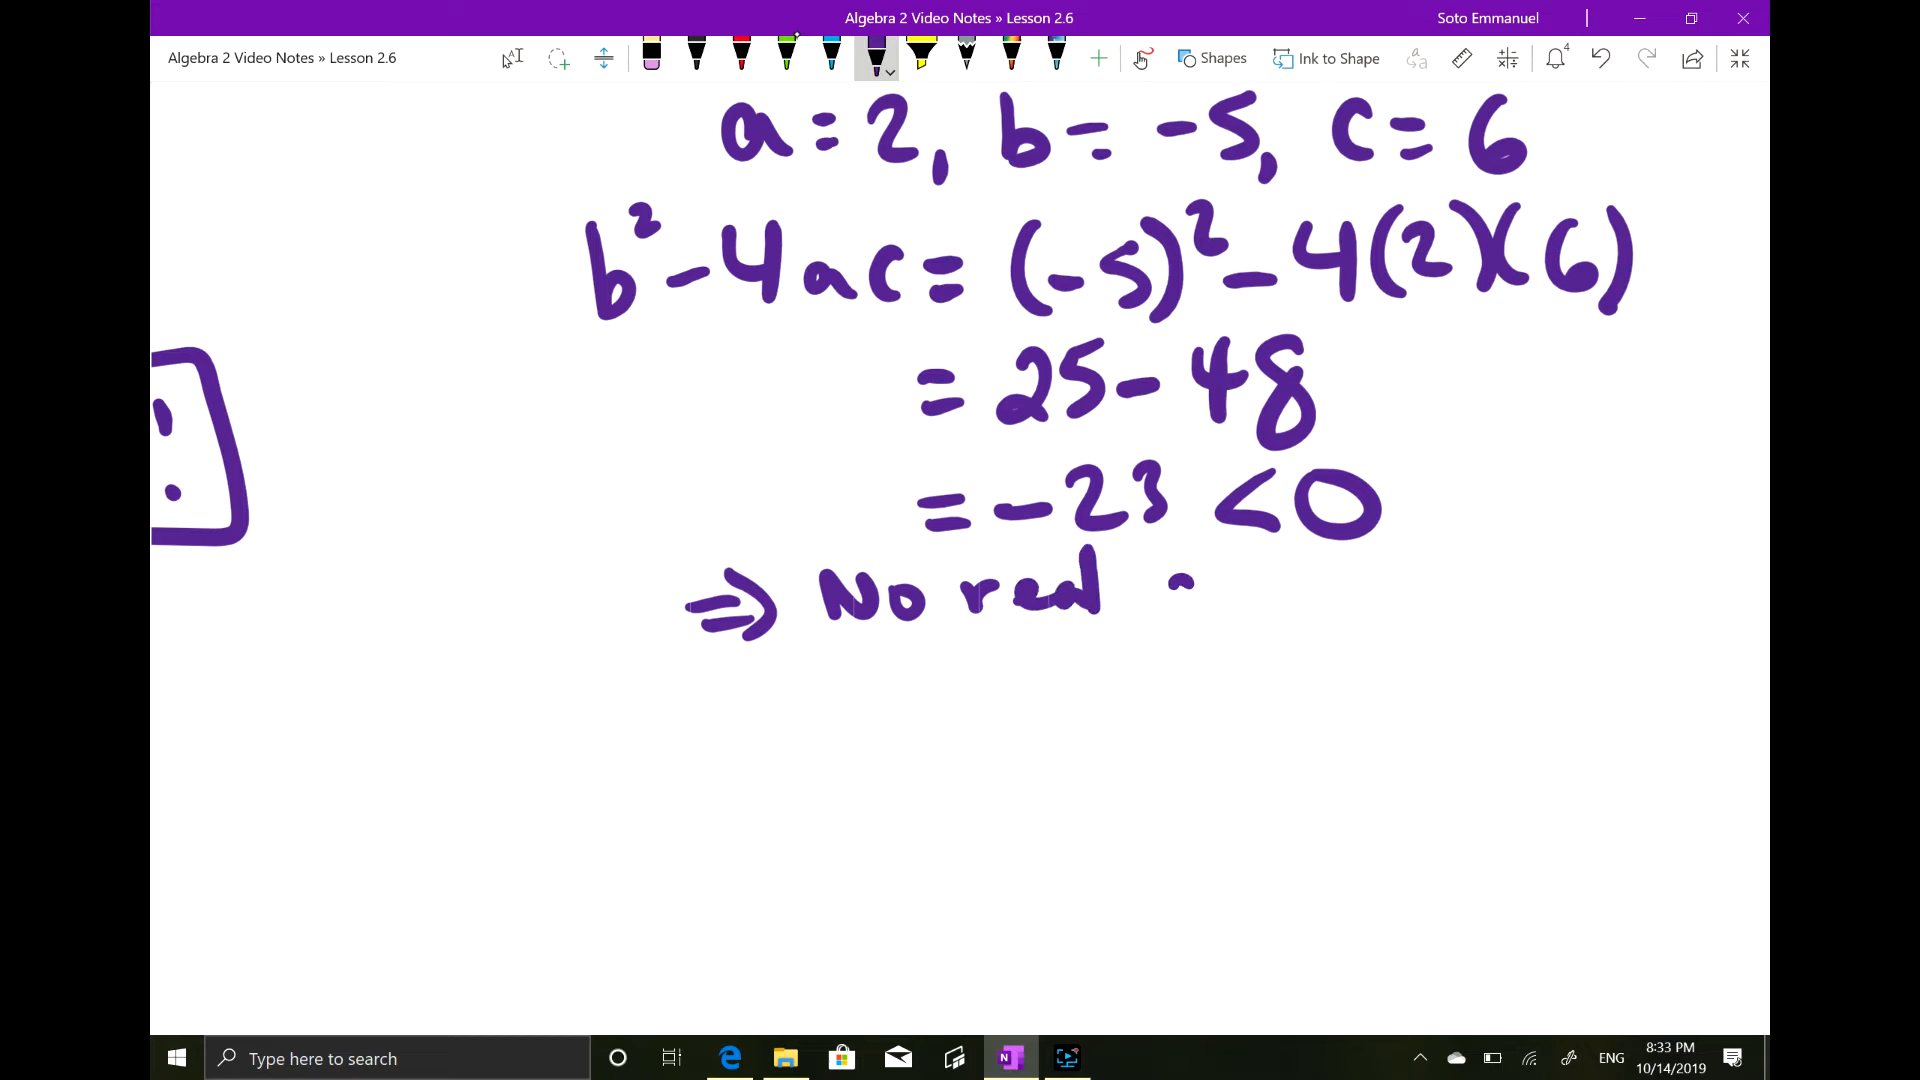 Algebra 2 Video Notes » Lesson 2.6
Soto Emmanuel
Algebra 2 Video Notes » Lesson 2.6
Shapes
Ink to Shape
4
a = 2, b = -5, c = 6
b² - 4ac = (-5)² - 4(2)(6)
= 25 - 48
= -23 < 0
⇒ No real
Type here to search
ENG
8:33 PM
10/14/2019